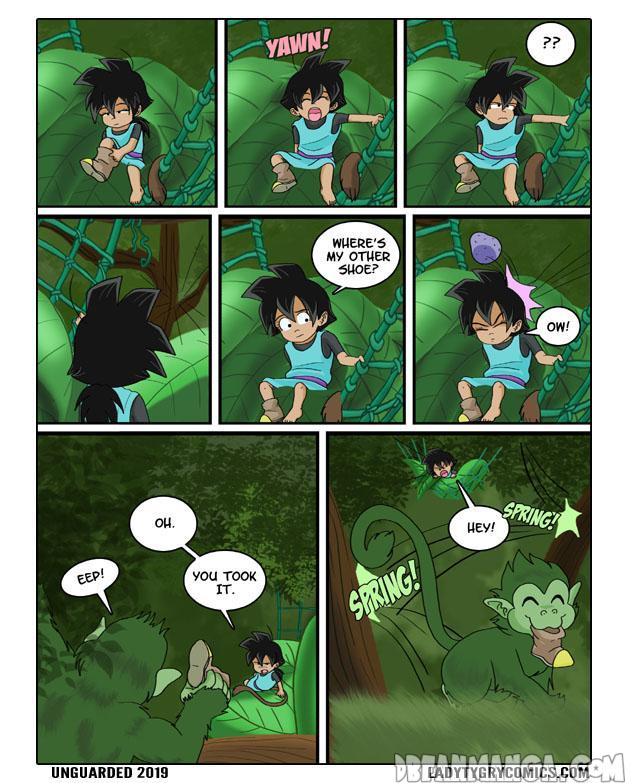 YAWN!
??
WHERE'S
MY OTHER
SHOE?
OW!
OH.
EEP!
YOU TOOK
IT.
HEY!
SPRING!
SPRING!
UNGUARDED 2019
LADYTYGRYCOMICS.COM
DBFANMANGA.COM